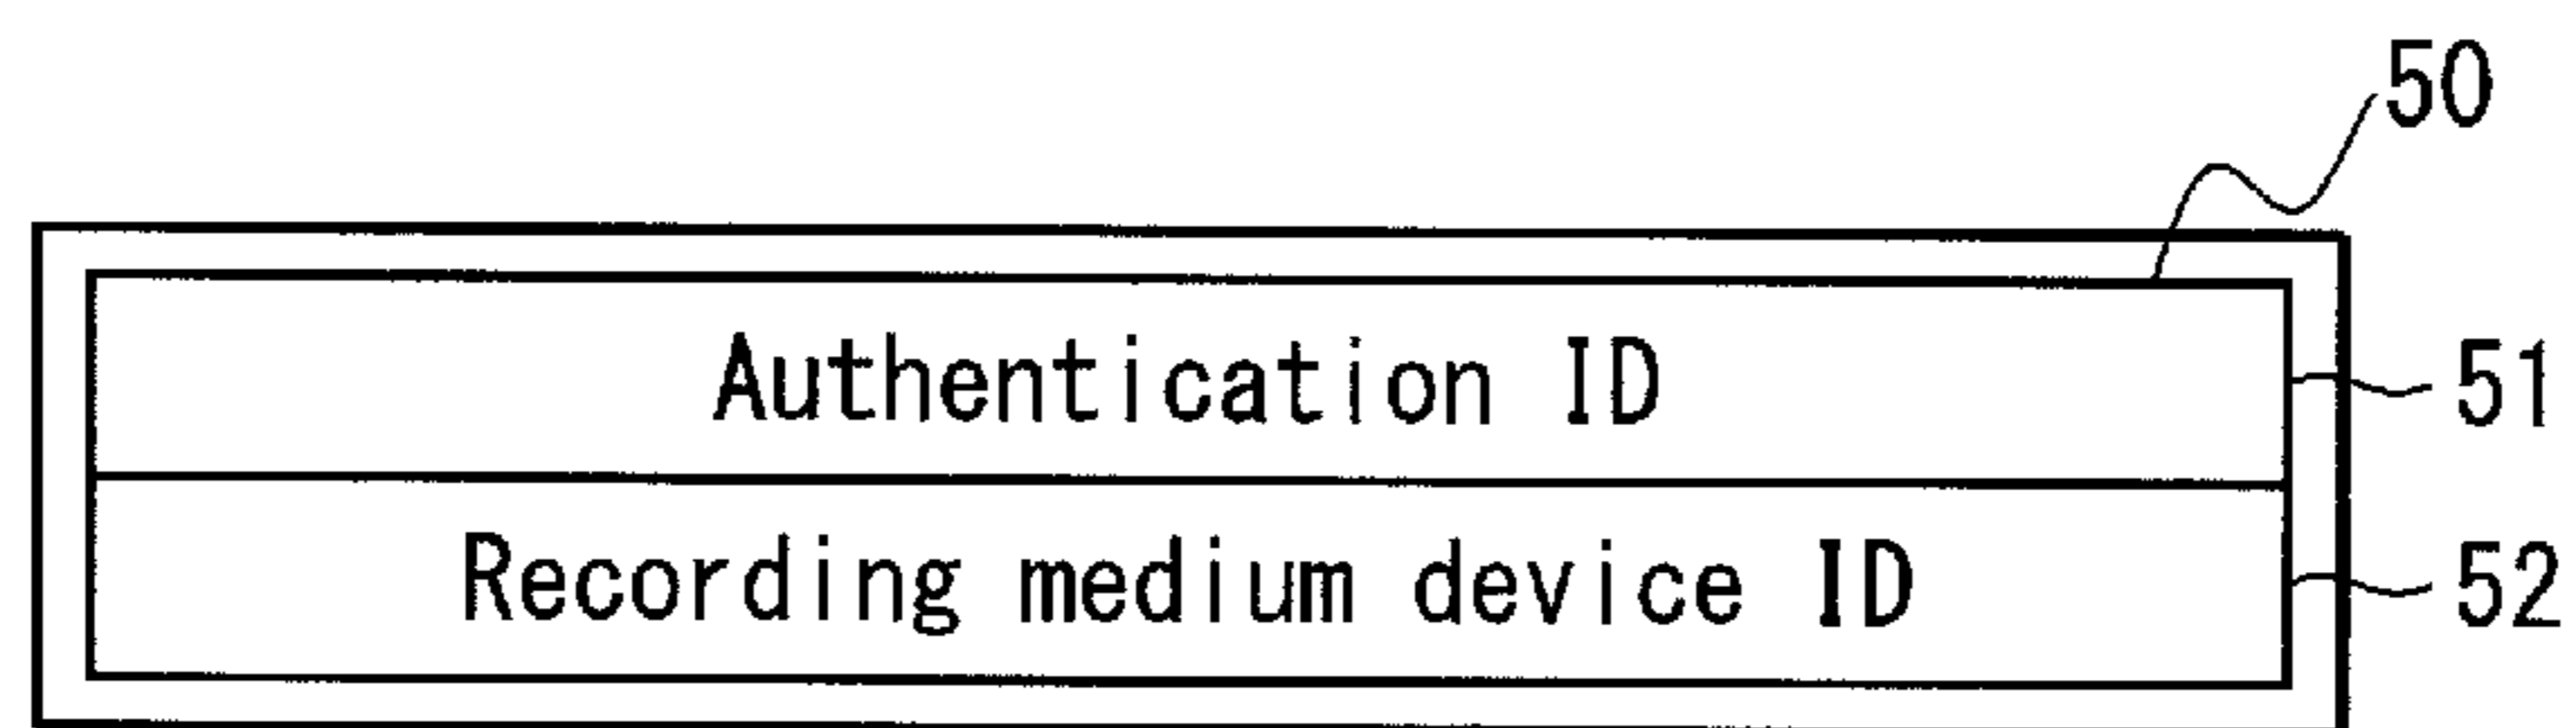 50
Authentication ID
51
Recording medium device ID
52